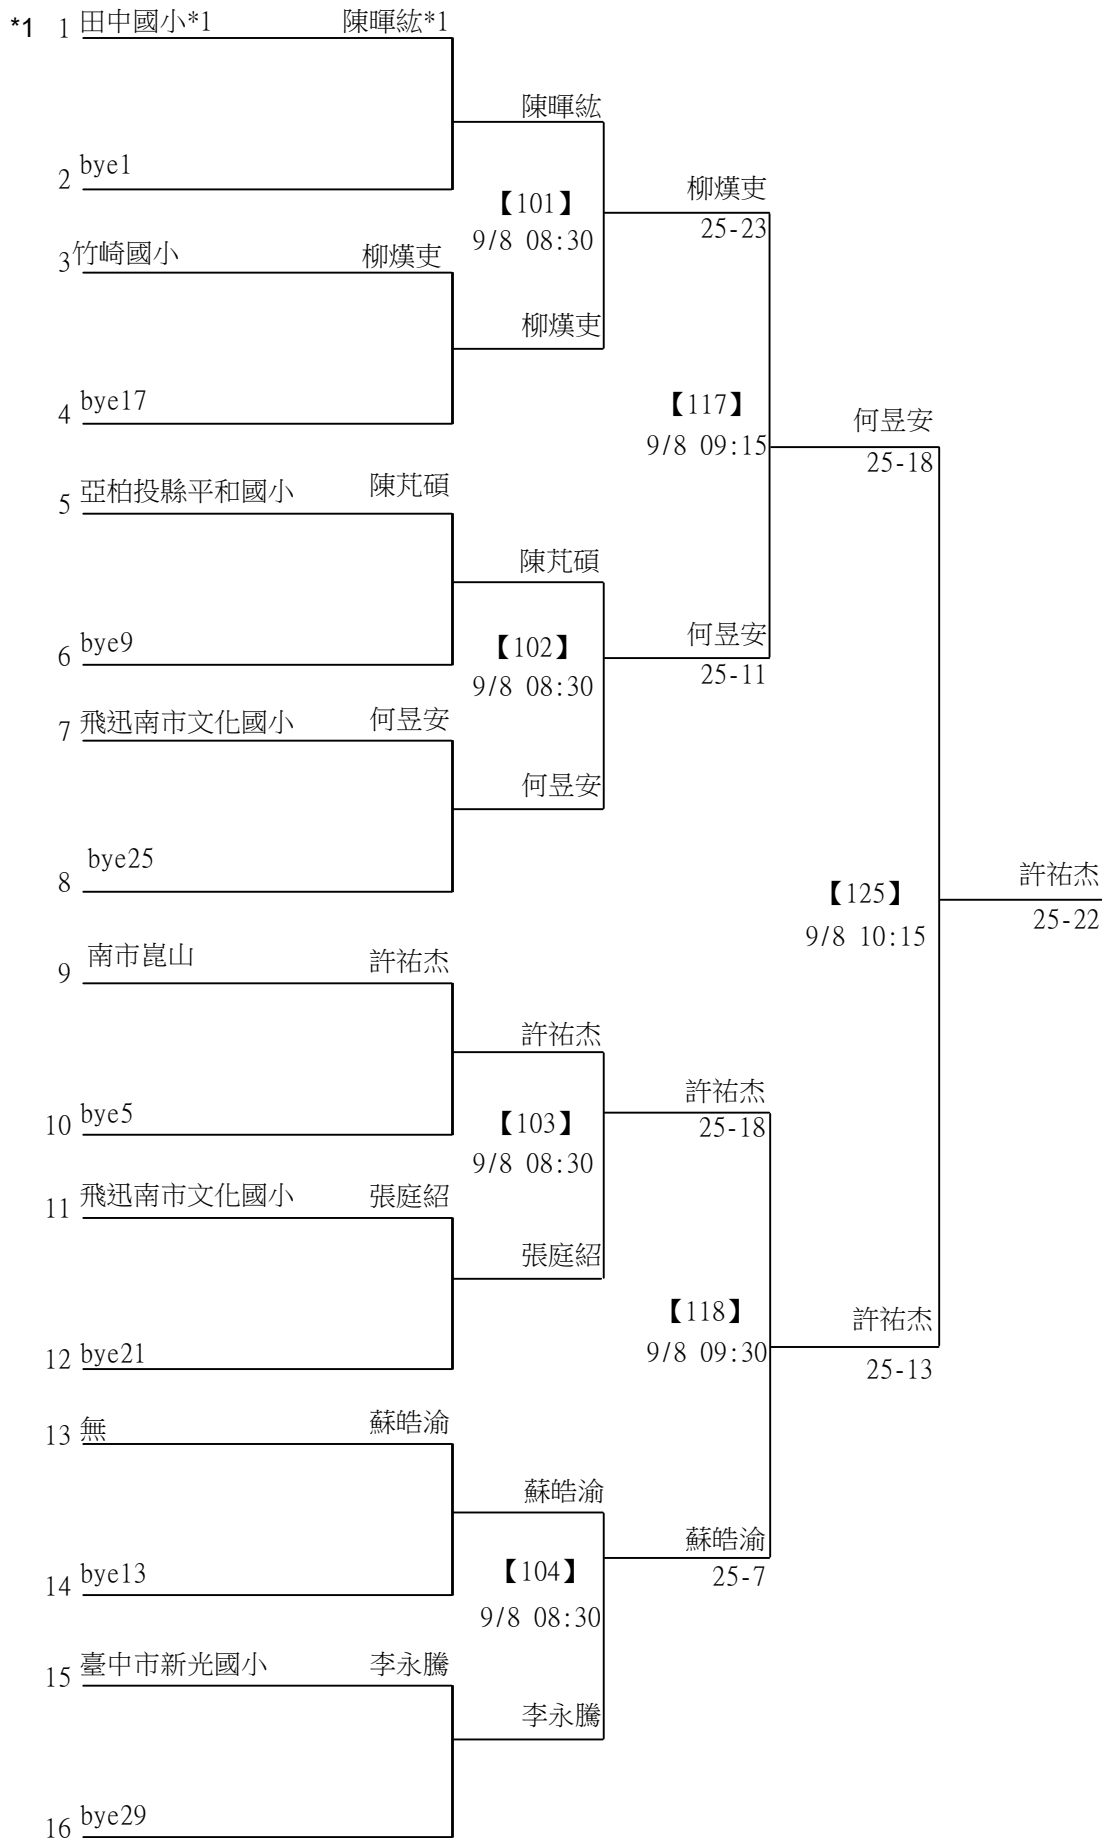 *1 1 田中國小*1 陳暉紘*1
陳暉紘
2 bye1
【101】
9/8 08:30
柳熯吏
25-23
3 竹崎國小 柳熯吏
柳熯吏
4 bye17
【117】
9/8 09:15
何昱安
25-18
5 亞柏投縣平和國小 陳芃碩
陳芃碩
6 bye9
【102】
9/8 08:30
何昱安
25-11
7 飛迅南市文化國小 何昱安
何昱安
8 bye25
【125】
9/8 10:15
許祐杰
25-22
9 南市崑山 許祐杰
許祐杰
10 bye5
【103】
9/8 08:30
許祐杰
25-18
11 飛迅南市文化國小 張庭紹
張庭紹
12 bye21
【118】
9/8 09:30
許祐杰
25-13
13 無 蘇皓渝
蘇皓渝
14 bye13
【104】
9/8 08:30
蘇皓渝
25-7
15 臺中市新光國小 李永騰
李永騰
16 bye29